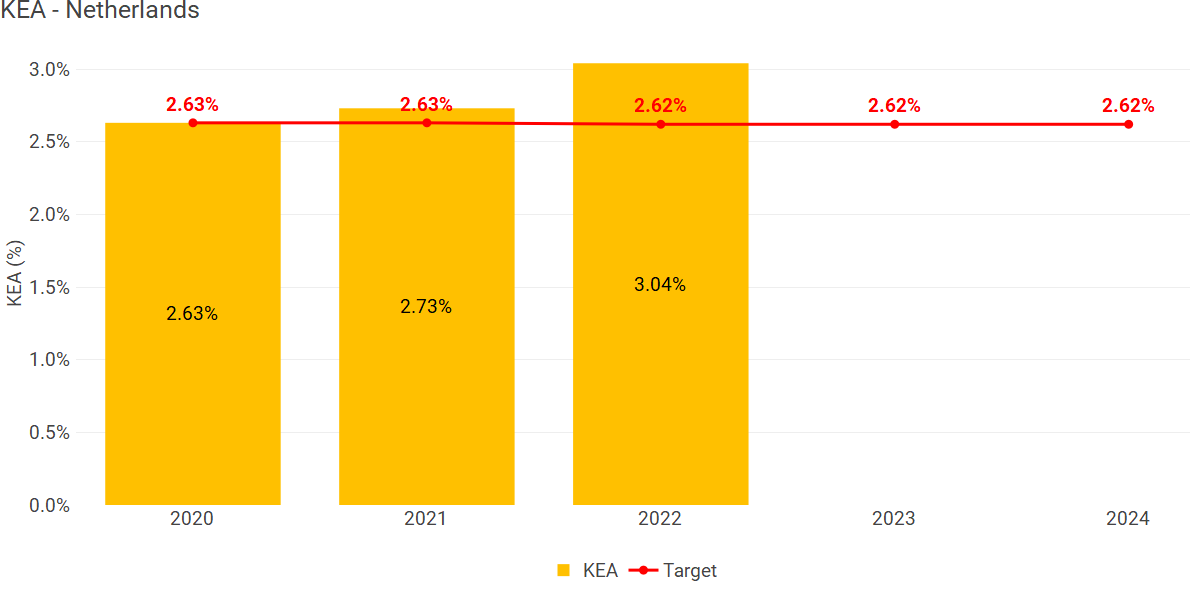 KEA - Netherlands
3.0%
2.5%
2.0%
1.5%
1.0%
0.5%
0.0%
KEA (%)
2.63% 2.63% 2.62% 2.62% 2.62%
2.63% 2.73% 3.04%
2020 2021 2022 2023 2024
KEA Target